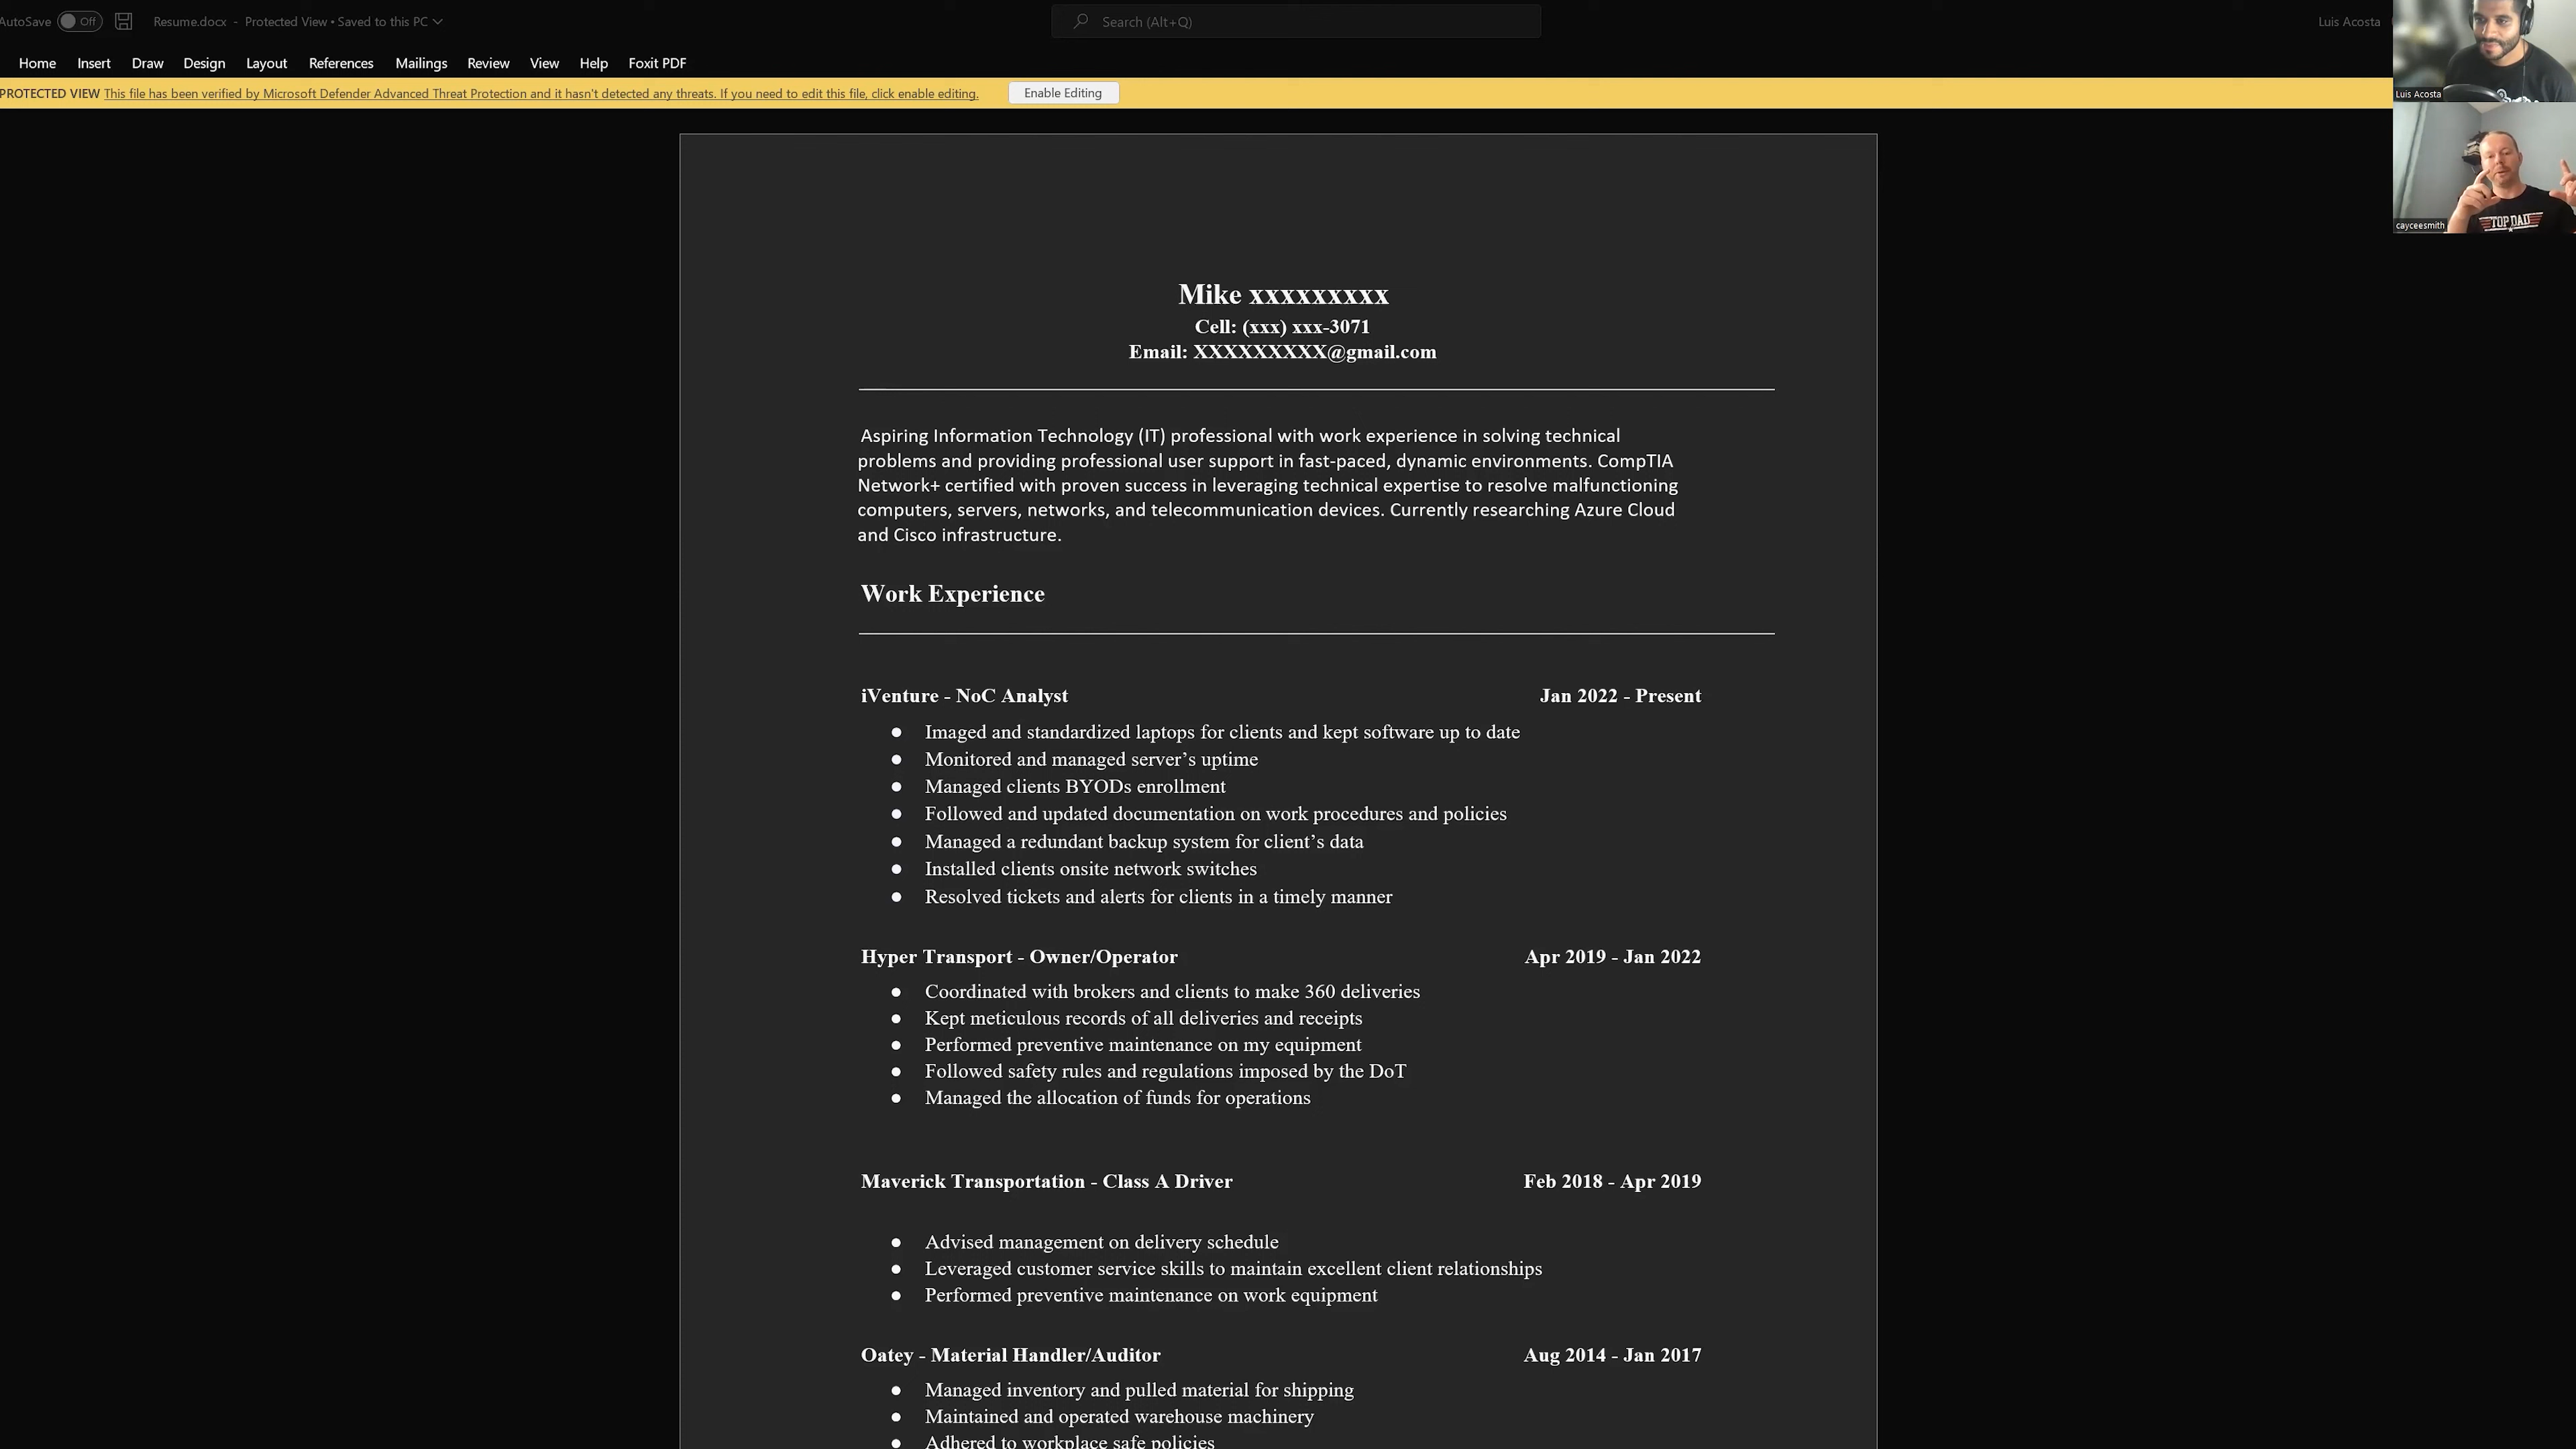 AutoSave Off Resume.docx - Protected View • Saved to this PC Search (Alt+Q) Luis Acosta
Home Insert Draw Design Layout References Mailings Review View Help Foxit PDF
PROTECTED VIEW This file has been verified by Microsoft Defender Advanced Threat Protection and it hasn't detected any threats. If you need to edit this file, click enable editing. Enable Editing
Luis Acosta
TOP DAD
cayceesmith
Mike xxxxxxxxx
Cell: (xxx) xxx-3071
Email: XXXXXXXXX@gmail.com
Aspiring Information Technology (IT) professional with work experience in solving technical
problems and providing professional user support in fast-paced, dynamic environments. CompTIA
Network+ certified with proven success in leveraging technical expertise to resolve malfunctioning
computers, servers, networks, and telecommunication devices. Currently researching Azure Cloud
and Cisco infrastructure.
Work Experience
iVenture - NoC Analyst Jan 2022 - Present
● Imaged and standardized laptops for clients and kept software up to date
● Monitored and managed server’s uptime
● Managed clients BYODs enrollment
● Followed and updated documentation on work procedures and policies
● Managed a redundant backup system for client’s data
● Installed clients onsite network switches
● Resolved tickets and alerts for clients in a timely manner
Hyper Transport - Owner/Operator Apr 2019 - Jan 2022
● Coordinated with brokers and clients to make 360 deliveries
● Kept meticulous records of all deliveries and receipts
● Performed preventive maintenance on my equipment
● Followed safety rules and regulations imposed by the DoT
● Managed the allocation of funds for operations
Maverick Transportation - Class A Driver Feb 2018 - Apr 2019
● Advised management on delivery schedule
● Leveraged customer service skills to maintain excellent client relationships
● Performed preventive maintenance on work equipment
Oatey - Material Handler/Auditor Aug 2014 - Jan 2017
● Managed inventory and pulled material for shipping
● Maintained and operated warehouse machinery
● Adhered to workplace safe policies